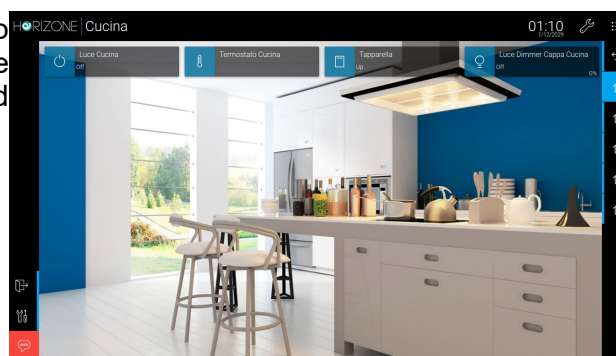 HORIZONE Cucina
01:10
1/12/2029
Luce Cucina
Off
Termostato Cucina
Tapparella
Up
Luce Dimmer Cappa Cucina
Off
0%